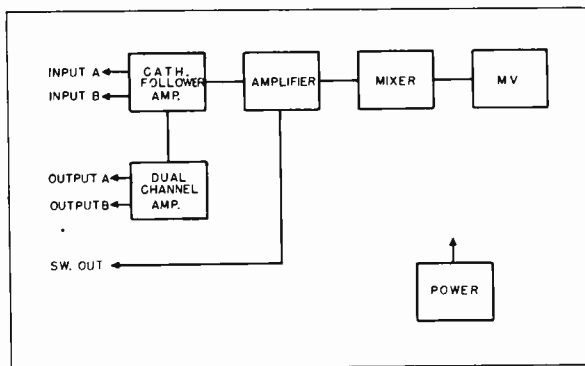 INPUT A
INPUT B
CATH.
FOLLOWER
AMP.
AMPLIFIER
MIXER
MV
OUTPUT A
OUTPUT B
DUAL
CHANNEL
AMP.
SW. OUT
POWER